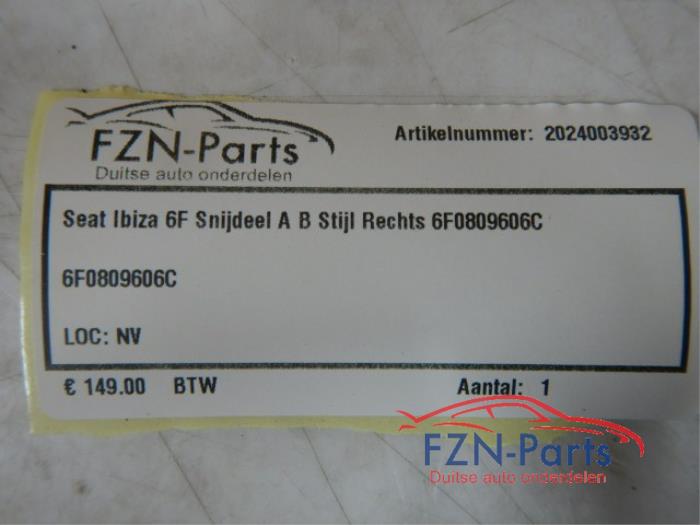 FZN-Parts
Duitse auto onderdelen
Artikelnummer: 2024003932
Seat Ibiza 6F Snijdeel A B Stijl Rechts 6F0809606C
6F0809606C
LOC: NV
€ 149.00 BTW Aantal: 1
FZN-Parts
Duitse auto onderdelen